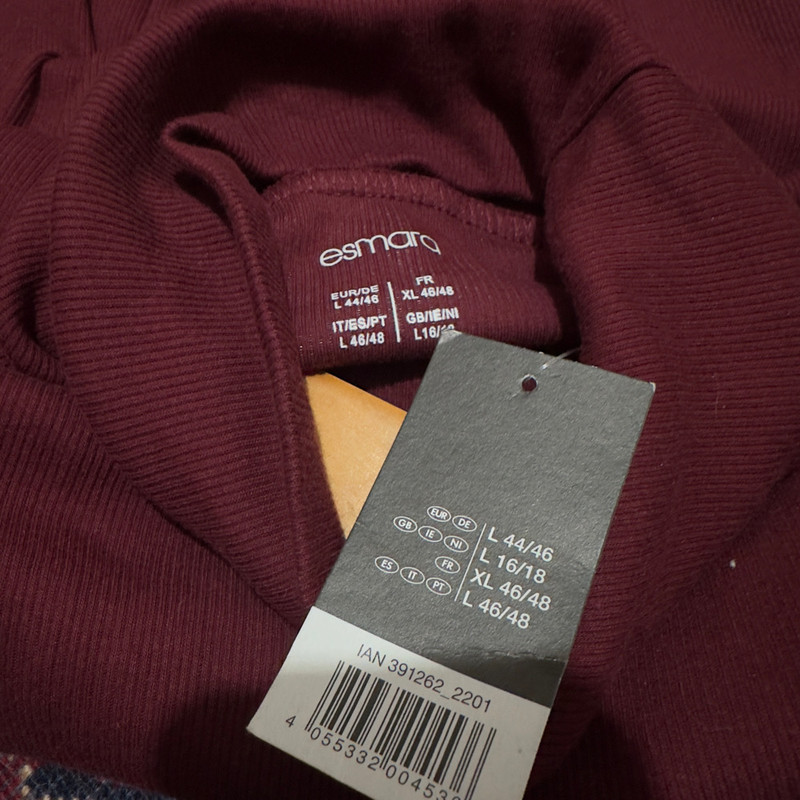 esmara
EUR/DE
L 44/46
FR
XL 46/48
IT/ES/PT
L 46/48
GB/IE/NI
EUR DE
L 44/46
GB IE NI
L 16/18
FR
XL 46/48
ES IT PT
L 46/48
IAN 391262_2201
4 055332 00453